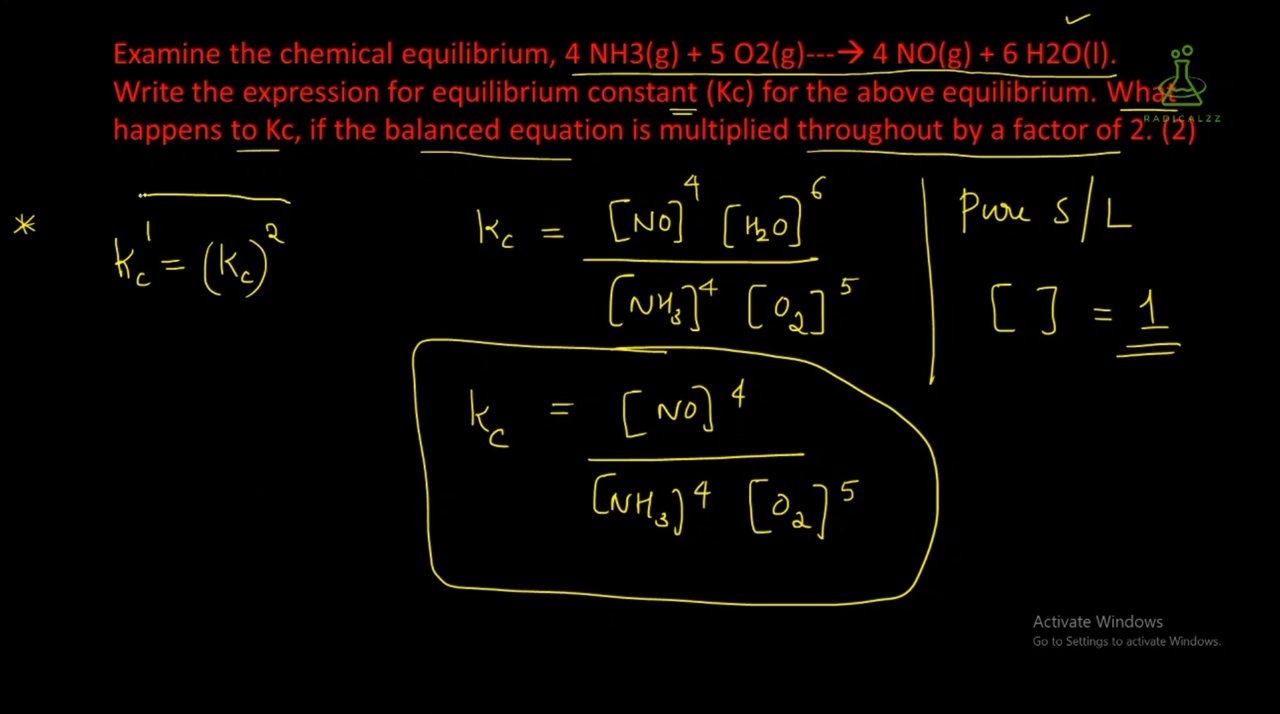 Examine the chemical equilibrium, 4 NH3(g) + 5 O2(g)---→ 4 NO(g) + 6 H2O(l).
Write the expression for equilibrium constant (Kc) for the above equilibrium. What
happens to Kc, if the balanced equation is multiplied throughout by a factor of 2. (2)
RADICALZZ
* Kc' = (Kc)²
Kc = [NO]⁴ [H₂O]⁶
[NH₃]⁴ [O₂]⁵
Kc = [NO]⁴
[NH₃]⁴ [O₂]⁵
Pure S/L
[ ] = 1
Activate Windows
Go to Settings to activate Windows.